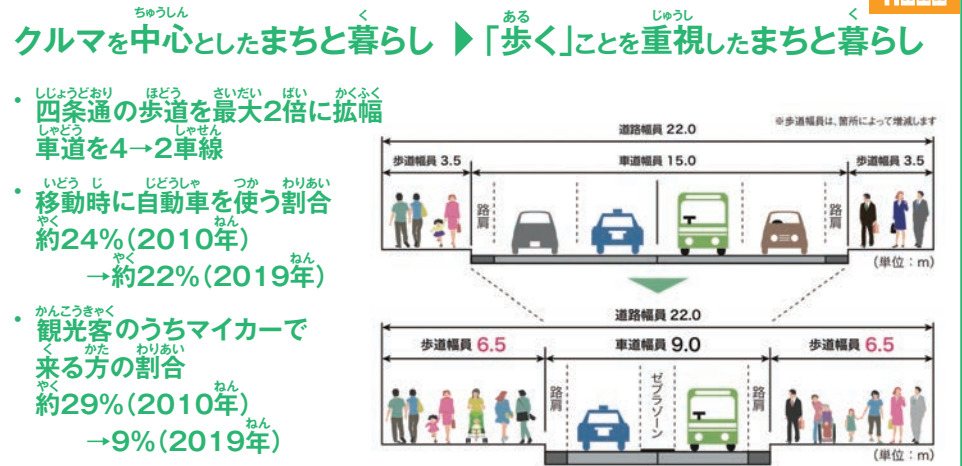 クルマを中心としたまちと暮らし ▶「歩く」ことを重視したまちと暮らし
・四条通の歩道を最大2倍に拡幅
車道を4→2車線
・移動時に自動車を使う割合
約24%(2010年)
→約22%(2019年)
・観光客のうちマイカーで
来る方の割合
約29%(2010年)
→9%(2019年)
※歩道幅員は、箇所によって増減します
道路幅員 22.0
歩道幅員 3.5 車道幅員 15.0 歩道幅員 3.5
路肩 路肩
(単位:m)
道路幅員 22.0
歩道幅員 6.5 車道幅員 9.0 歩道幅員 6.5
路肩 ゼブラゾーン 路肩
(単位:m)